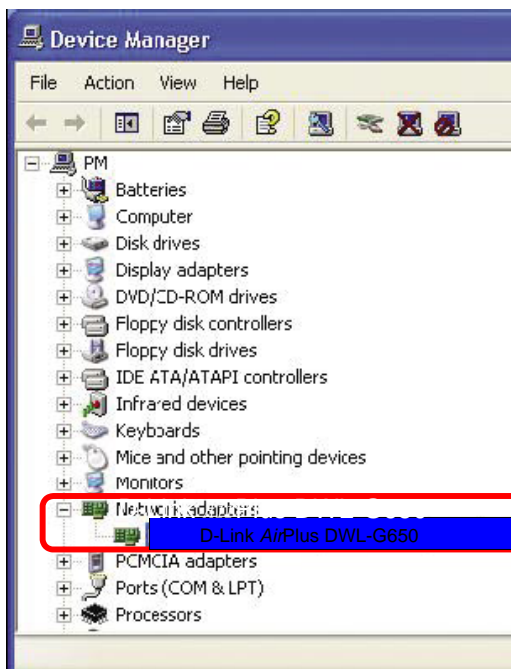 Device Manager
File Action View Help
PM
Batteries
Computer
Disk drives
Display adapters
DVD/CD-ROM drives
Floppy disk controllers
Floppy disk drives
IDE ATA/ATAPI controllers
Infrared devices
Keyboards
Mice and other pointing devices
Monitors
Network adapters
D-Link AirPlus DWL-G650
PCMCIA adapters
Ports (COM & LPT)
Processors